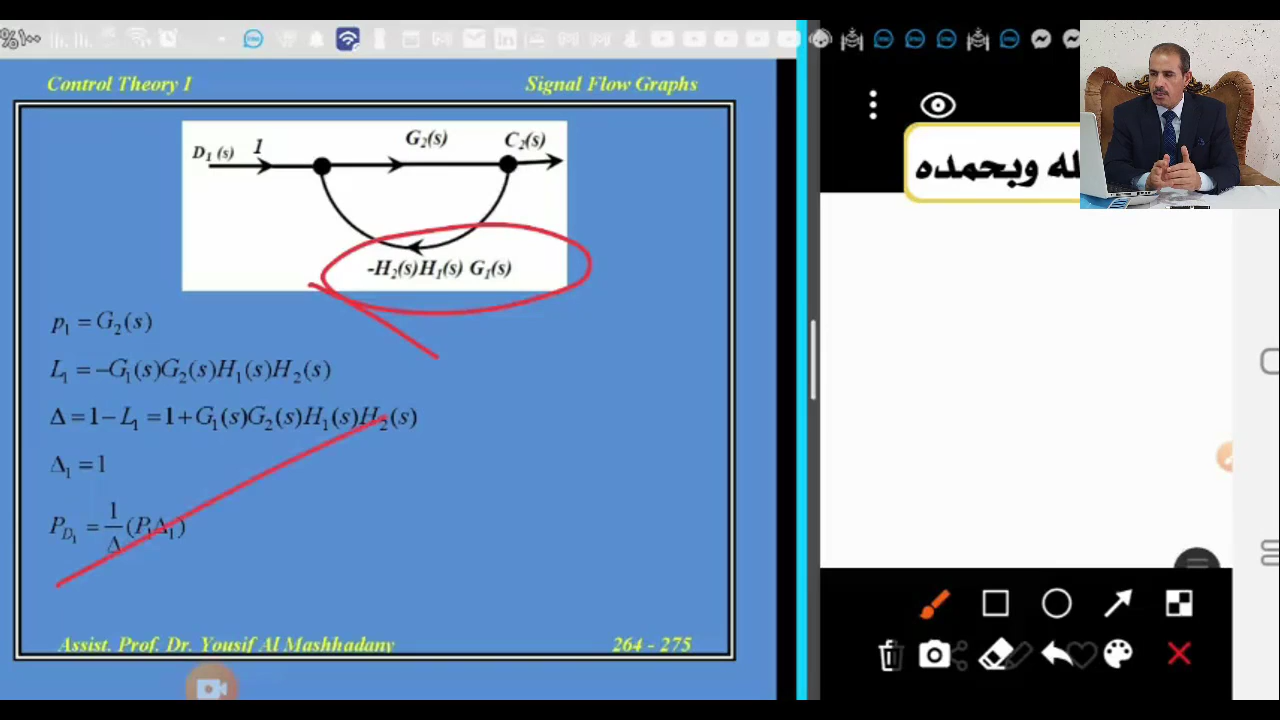 %١٠٠
Control Theory I
Signal Flow Graphs
D₁ (s)
1
G₂(s)
C₂(s)
-H₂(s)H₁(s) G₁(s)
p₁ = G₂(s)
L₁ = −G₁(s)G₂(s)H₁(s)H₂(s)
Δ = 1 − L₁ = 1 + G₁(s)G₂(s)H₁(s)H₂(s)
Δ₁ = 1
P_D₁ = 1/Δ (P₁Δ₁)
Assist. Prof. Dr. Yousif Al Mashhadany
264 - 275
له وبحمده